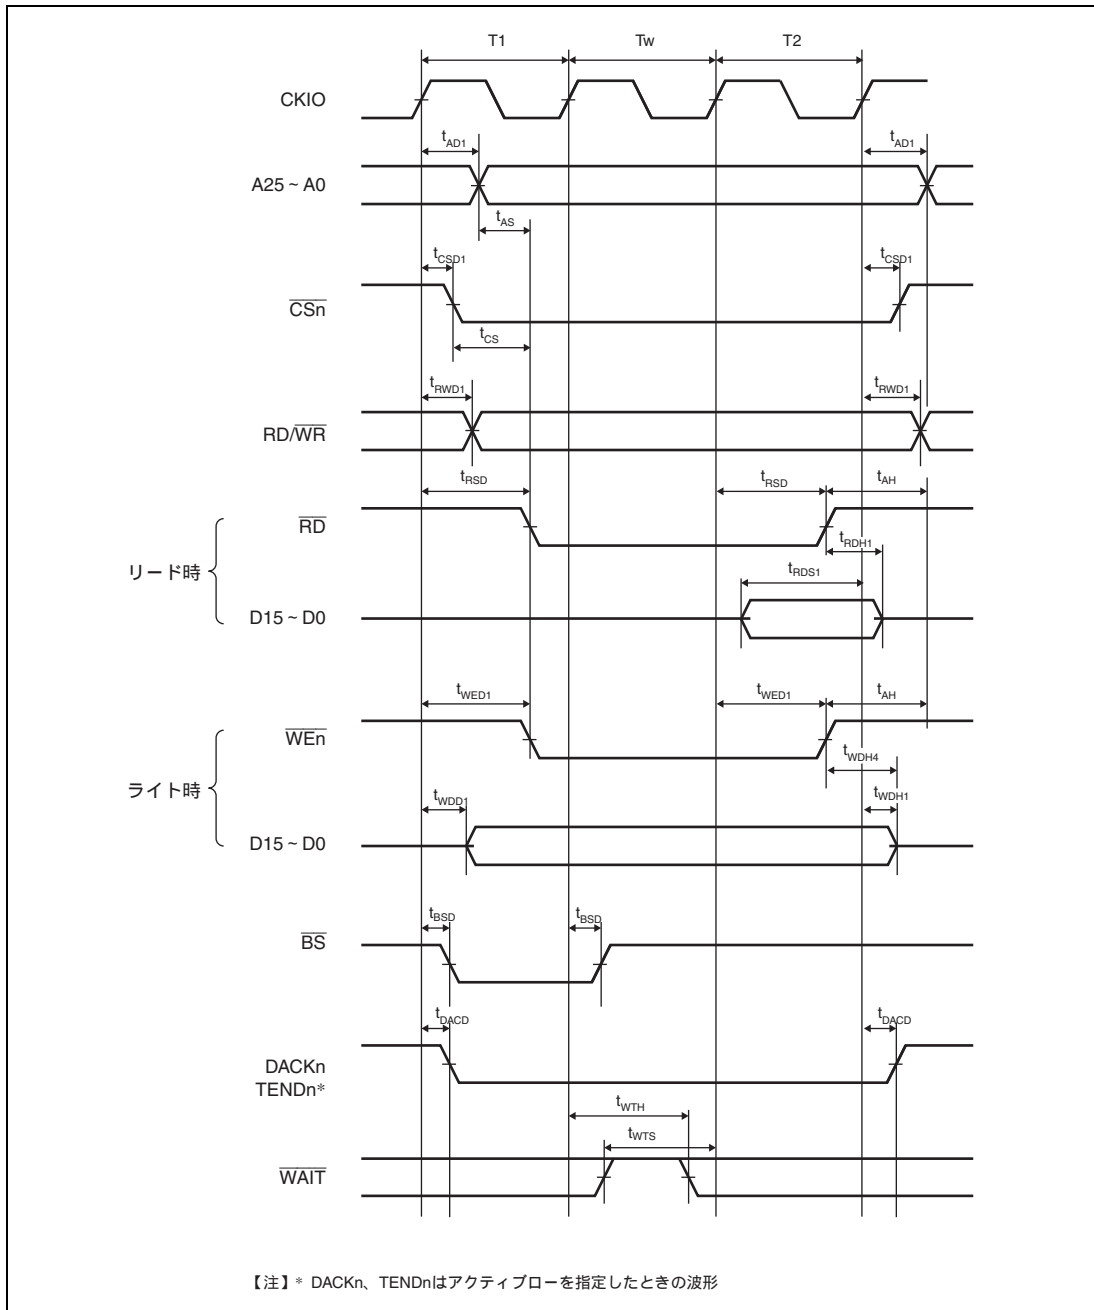 T1 Tw T2
CKIO
tAD1 tAD1
A25 ~ A0
tAS
tCSD1 tCSD1
CSn
tCS
tRWD1 tRWD1
RD/WR
tRSD tRSD tAH
RD
tRDH1
リード時
tRDS1
D15 ~ D0
tWED1 tWED1 tAH
WEn
tWDH4
ライト時
tWDD1 tWDH1
D15 ~ D0
tBSD tBSD
BS
tDACD tDACD
DACKn
TENDn*
tWTH
tWTS
WAIT
【注】* DACKn、TENDnはアクティブローを指定したときの波形